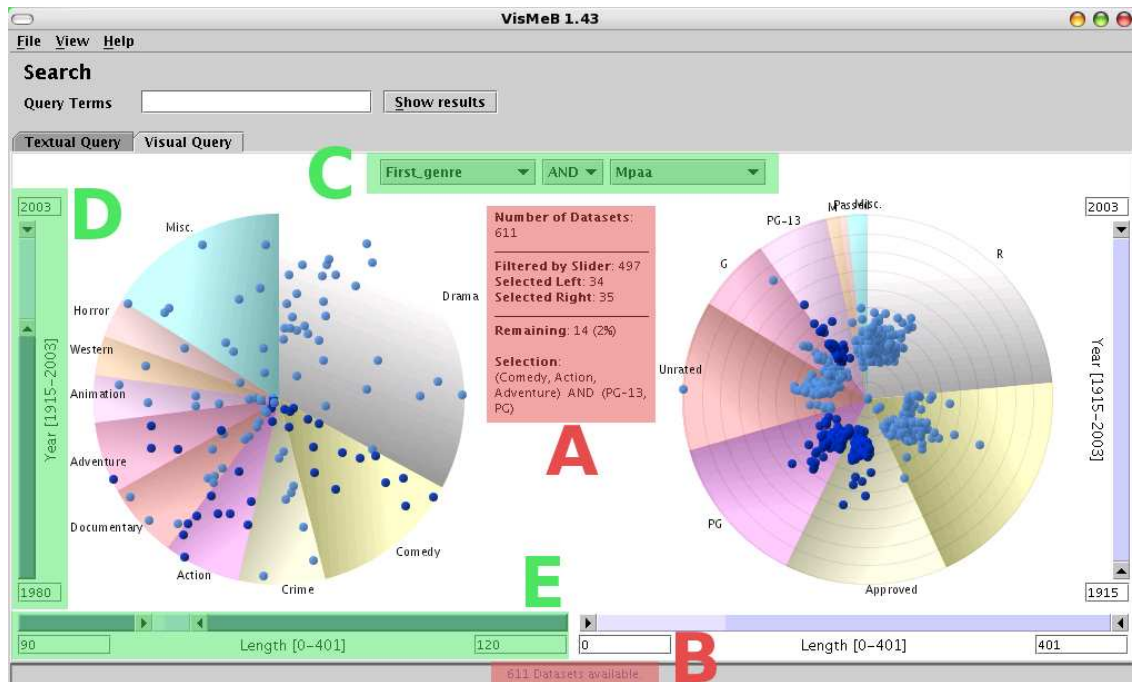 VisMeB 1.43
File View Help
Search
Query Terms
Show results
Textual Query Visual Query
C
First_genre AND Mpaa
D
2003
Year [1915-2003]
1980
Misc.
Horror
Western
Animation
Adventure
Documentary
Action
Crime
Comedy
Drama
Number of Datasets:
611
Filtered by Slider: 497
Selected Left: 34
Selected Right: 35
Remaining: 14 (2%)
Selection:
(Comedy, Action,
Adventure) AND (PG-13,
PG)
A
M Passed Misc.
PG-13
G
R
Unrated
PG
Approved
2003
Year [1915-2003]
1915
E
90 Length [0-401] 120
0 Length [0-401] 401
B
611 Datasets available.